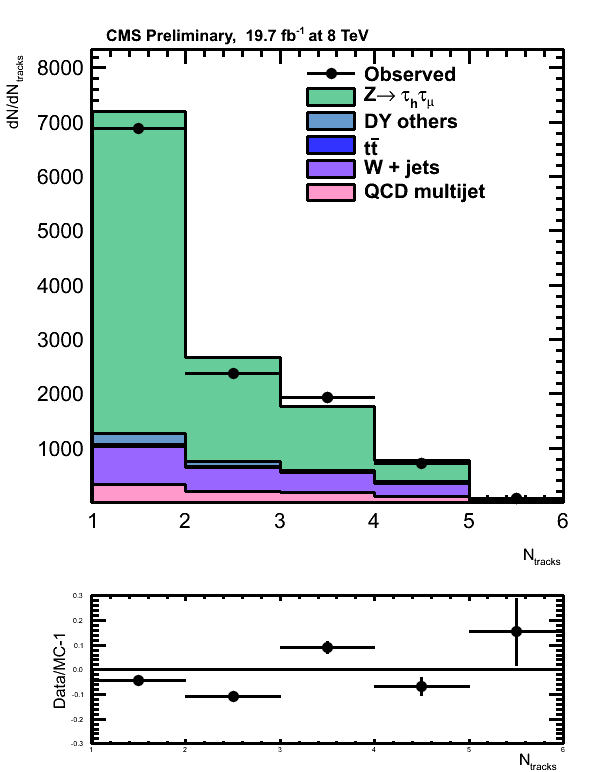 CMS Preliminary, 19.7 fb⁻¹ at 8 TeV
dN/dN_tracks
8000
7000
6000
5000
4000
3000
2000
1000
Observed
Z→ τ_h τ_μ
DY others
tt̄
W + jets
QCD multijet
1 2 3 4 5 6
N_tracks
Data/MC-1
0.3
0.2
0.1
0.0
-0.1
-0.2
-0.3
1 2 3 4 5 6
N_tracks